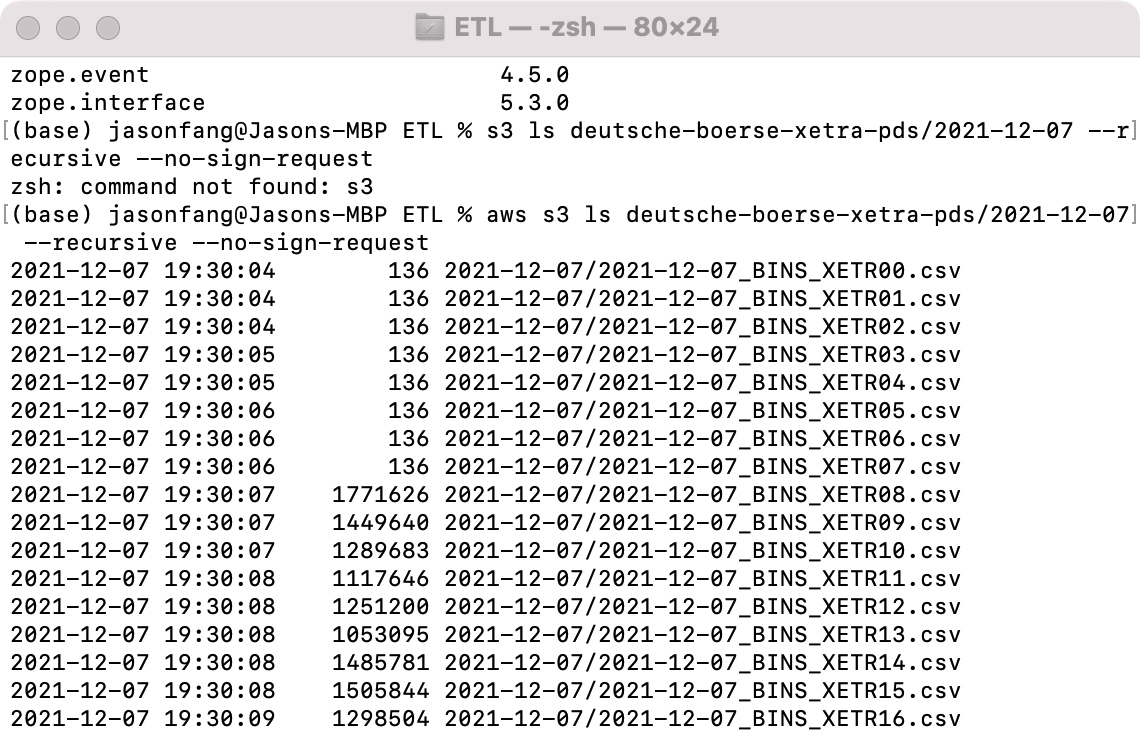 ETL — -zsh — 80×24
zope.event                         4.5.0
zope.interface                     5.3.0
[(base) jasonfang@Jasons-MBP ETL % s3 ls deutsche-boerse-xetra-pds/2021-12-07 --r]
ecursive --no-sign-request
zsh: command not found: s3
[(base) jasonfang@Jasons-MBP ETL % aws s3 ls deutsche-boerse-xetra-pds/2021-12-07]
 --recursive --no-sign-request
2021-12-07 19:30:04        136 2021-12-07/2021-12-07_BINS_XETR00.csv
2021-12-07 19:30:04        136 2021-12-07/2021-12-07_BINS_XETR01.csv
2021-12-07 19:30:04        136 2021-12-07/2021-12-07_BINS_XETR02.csv
2021-12-07 19:30:05        136 2021-12-07/2021-12-07_BINS_XETR03.csv
2021-12-07 19:30:05        136 2021-12-07/2021-12-07_BINS_XETR04.csv
2021-12-07 19:30:06        136 2021-12-07/2021-12-07_BINS_XETR05.csv
2021-12-07 19:30:06        136 2021-12-07/2021-12-07_BINS_XETR06.csv
2021-12-07 19:30:06        136 2021-12-07/2021-12-07_BINS_XETR07.csv
2021-12-07 19:30:07    1771626 2021-12-07/2021-12-07_BINS_XETR08.csv
2021-12-07 19:30:07    1449640 2021-12-07/2021-12-07_BINS_XETR09.csv
2021-12-07 19:30:07    1289683 2021-12-07/2021-12-07_BINS_XETR10.csv
2021-12-07 19:30:08    1117646 2021-12-07/2021-12-07_BINS_XETR11.csv
2021-12-07 19:30:08    1251200 2021-12-07/2021-12-07_BINS_XETR12.csv
2021-12-07 19:30:08    1053095 2021-12-07/2021-12-07_BINS_XETR13.csv
2021-12-07 19:30:08    1485781 2021-12-07/2021-12-07_BINS_XETR14.csv
2021-12-07 19:30:08    1505844 2021-12-07/2021-12-07_BINS_XETR15.csv
2021-12-07 19:30:09    1298504 2021-12-07/2021-12-07_BINS_XETR16.csv